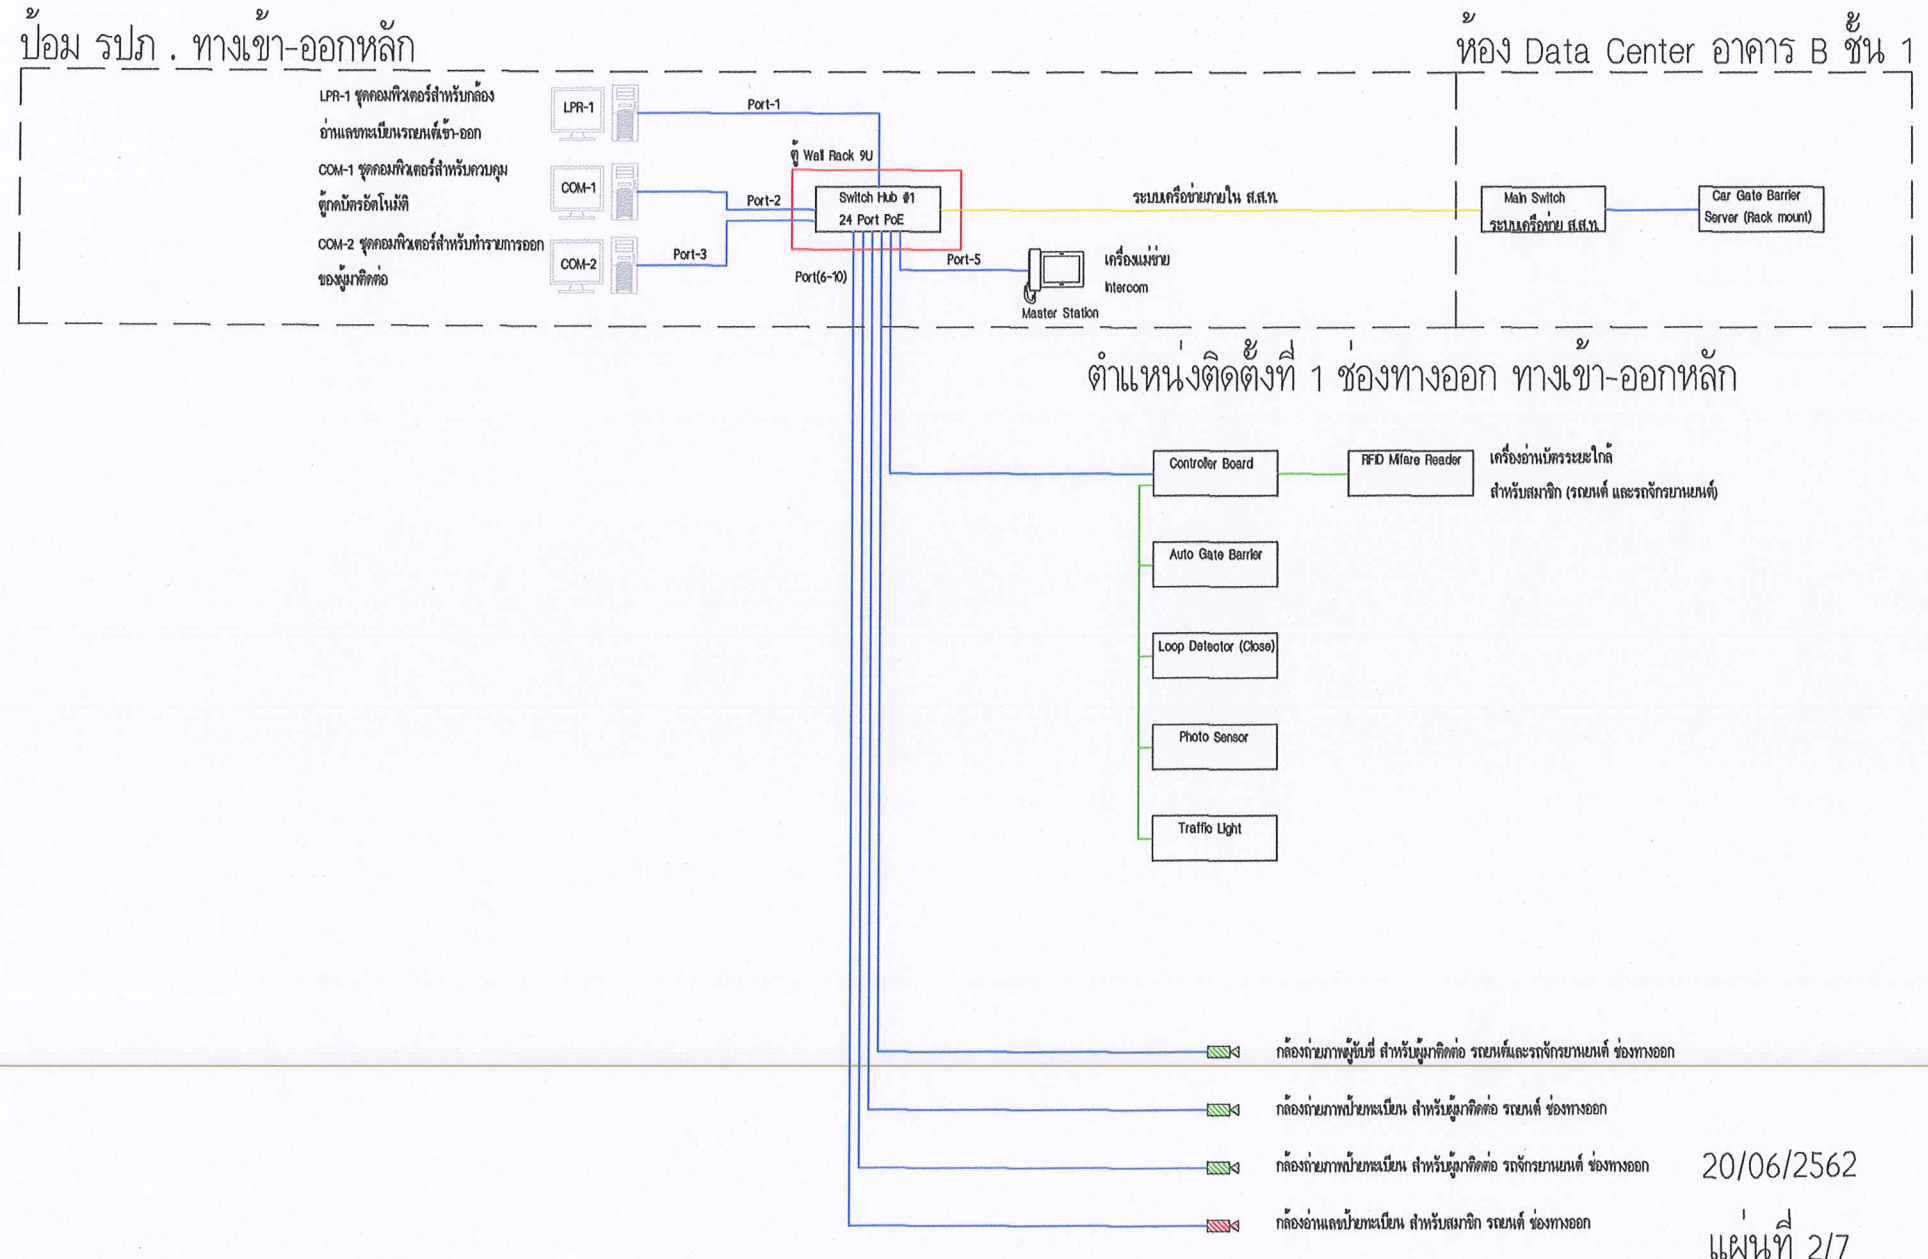 ป้อม รปภ . ทางเข้า-ออกหลัก
ห้อง Data Center อาคาร B ชั้น 1
LPR-1 ชุดคอมพิวเตอร์สำหรับกล้อง
อ่านเลขทะเบียนรถยนต์เข้า-ออก
LPR-1
Port-1
COM-1 ชุดคอมพิวเตอร์สำหรับควบคุม
ตู้กดบัตรอัตโนมัติ
COM-1
Port-2
COM-2 ชุดคอมพิวเตอร์สำหรับทำรายการออก
ของผู้มาติดต่อ
COM-2
Port-3
ตู้ Wall Rack 9U
Switch Hub #1
24 Port PoE
ระบบเครือข่ายภายใน ส.ส.ท.
Main Switch
ระบบเครือข่าย ส.ส.ท.
Car Gate Barrier
Server (Rack mount)
Port(6-10)
Port-5
เครื่องแม่ข่าย
Intercom
Master Station
ตำแหน่งติดตั้งที่ 1 ช่องทางออก ทางเข้า-ออกหลัก
Controller Board
RFID Mifare Reader
เครื่องอ่านบัตรระยะใกล้
สำหรับสมาชิก (รถยนต์ และรถจักรยานยนต์)
Auto Gate Barrier
Loop Detector (Close)
Photo Sensor
Traffic Light
กล้องถ่ายภาพผู้ขับขี่ สำหรับผู้มาติดต่อ รถยนต์และรถจักรยานยนต์ ช่องทางออก
กล้องถ่ายภาพป้ายทะเบียน สำหรับผู้มาติดต่อ รถยนต์ ช่องทางออก
กล้องถ่ายภาพป้ายทะเบียน สำหรับผู้มาติดต่อ รถจักรยานยนต์ ช่องทางออก
กล้องอ่านเลขป้ายทะเบียน สำหรับสมาชิก รถยนต์ ช่องทางออก
20/06/2562
แผ่นที่ 2/7